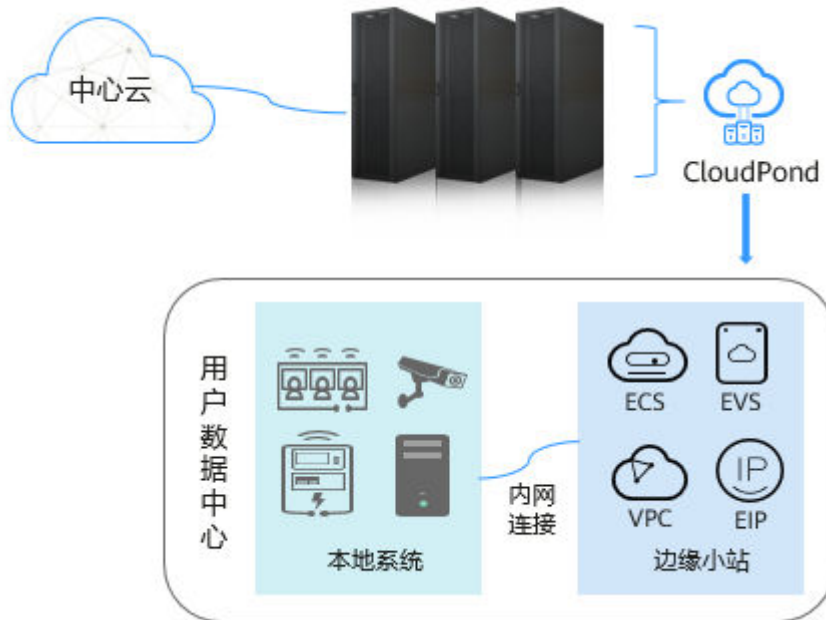 中心云
CloudPond
用户数据中心
ECS
EVS
VPC
IP
EIP
内网
连接
本地系统
边缘小站